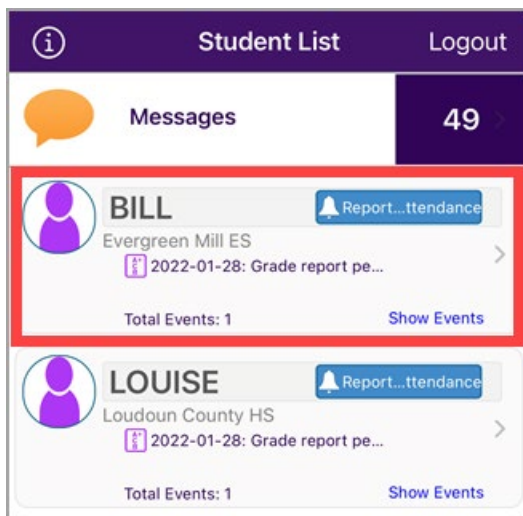 Student List Logout
Messages 49
BILL Report...ttendance
Evergreen Mill ES
2022-01-28: Grade report pe...
Total Events: 1 Show Events
LOUISE Report...ttendance
Loudoun County HS
2022-01-28: Grade report pe...
Total Events: 1 Show Events